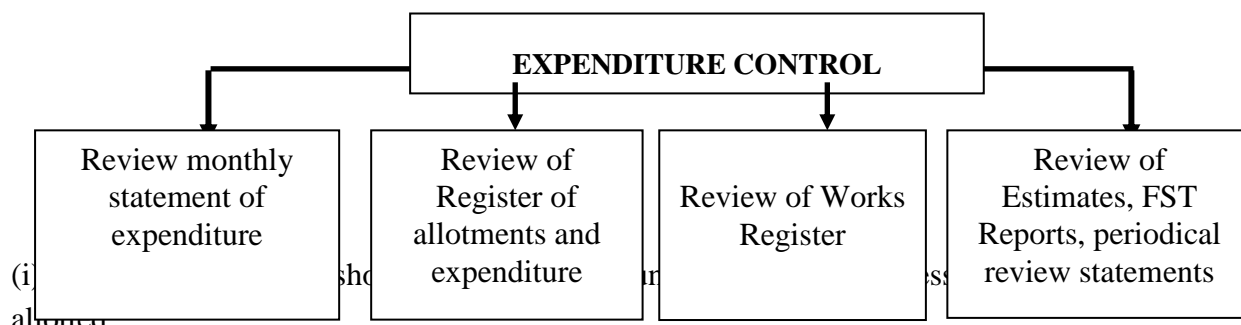 EXPENDITURE CONTROL
Review monthly
statement of
expenditure
Review of
Register of
allotments and
expenditure
Review of Works
Register
Review of
Estimates, FST
Reports, periodical
review statements
(i)